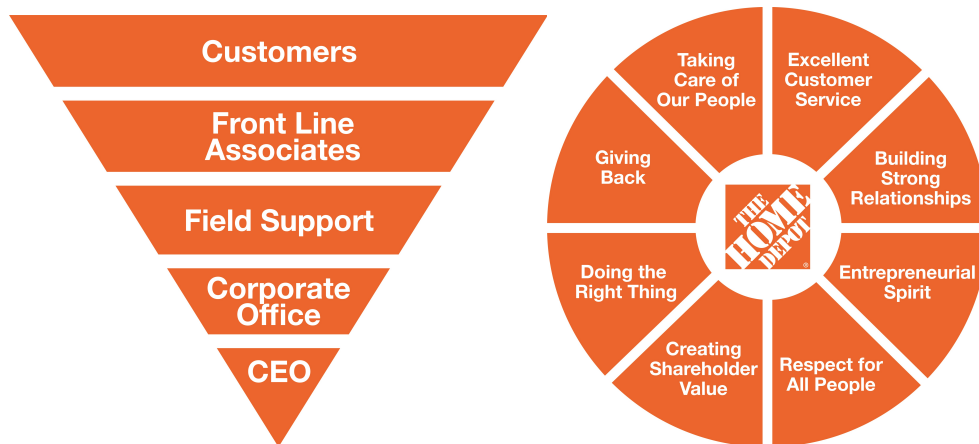 Customers
Front Line
Associates
Field Support
Corporate
Office
CEO
Taking
Care of
Our People
Excellent
Customer
Service
Building
Strong
Relationships
Entrepreneurial
Spirit
Respect for
All People
Creating
Shareholder
Value
Doing the
Right Thing
Giving
Back
THE
HOME
DEPOT
®